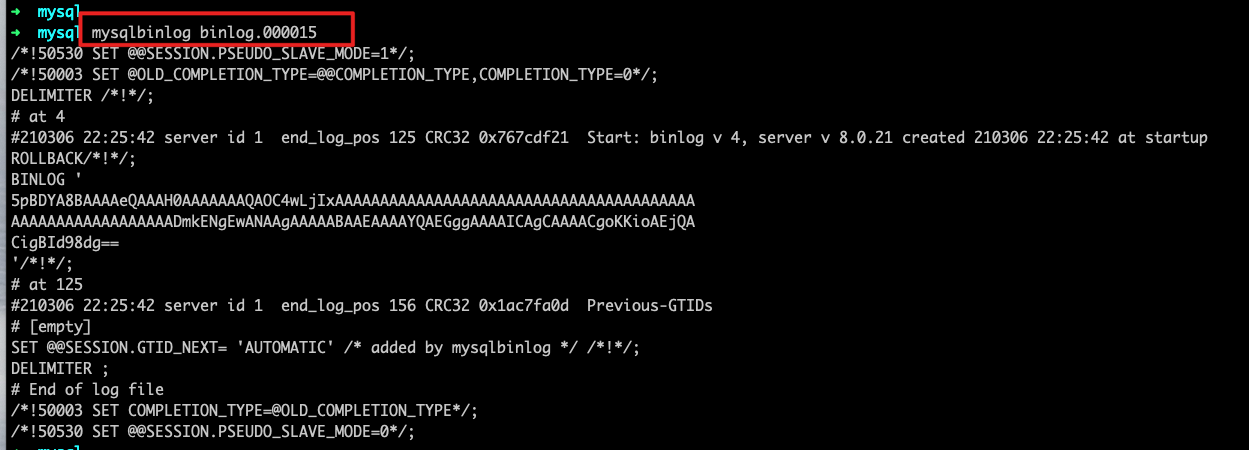 → mysql
→ mysql mysqlbinlog binlog.000015
/*!50530 SET @@SESSION.PSEUDO_SLAVE_MODE=1*/;
/*!50003 SET @OLD_COMPLETION_TYPE=@@COMPLETION_TYPE,COMPLETION_TYPE=0*/;
DELIMITER /*!*/;
# at 4
#210306 22:25:42 server id 1  end_log_pos 125 CRC32 0x767cdf21  Start: binlog v 4, server v 8.0.21 created 210306 22:25:42 at startup
ROLLBACK/*!*/;
BINLOG '
5pBDYA8BAAAAeQAAAH0AAAAAAAQAOC4wLjIxAAAAAAAAAAAAAAAAAAAAAAAAAAAAAAAAAAAAAAAA
AAAAAAAAAAAAAAAAAADmkENgEwANAAgAAAAABAAEAAAAYQAEGggAAAAICAgCAAAACgoKKioAEjQA
CigBId98dg==
'/*!*/;
# at 125
#210306 22:25:42 server id 1  end_log_pos 156 CRC32 0x1ac7fa0d  Previous-GTIDs
# [empty]
SET @@SESSION.GTID_NEXT= 'AUTOMATIC' /* added by mysqlbinlog */ /*!*/;
DELIMITER ;
# End of log file
/*!50003 SET COMPLETION_TYPE=@OLD_COMPLETION_TYPE*/;
/*!50530 SET @@SESSION.PSEUDO_SLAVE_MODE=0*/;
→ mysql